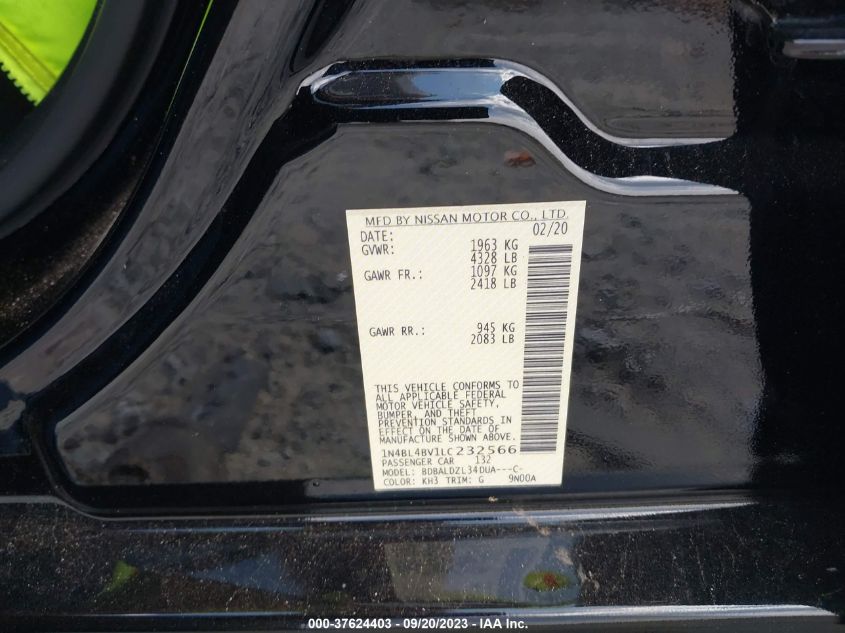 MFD BY NISSAN MOTOR CO., LTD.
DATE: 02/20
GVWR: 1963 KG
4328 LB
GAWR FR.: 1097 KG
2418 LB
GAWR RR.: 945 KG
2083 LB
THIS VEHICLE CONFORMS TO
ALL APPLICABLE FEDERAL
MOTOR VEHICLE SAFETY,
BUMPER, AND THEFT
PREVENTION STANDARDS IN
EFFECT ON THE DATE OF
MANUFACTURE SHOWN ABOVE.
1N4BL4BV1LC232566
PASSENGER CAR 132
MODEL: BDBALDZL34DUA---C-
COLOR: KH3 TRIM: G 9N00A
000-37624403 - 09/20/2023 - IAAI.com